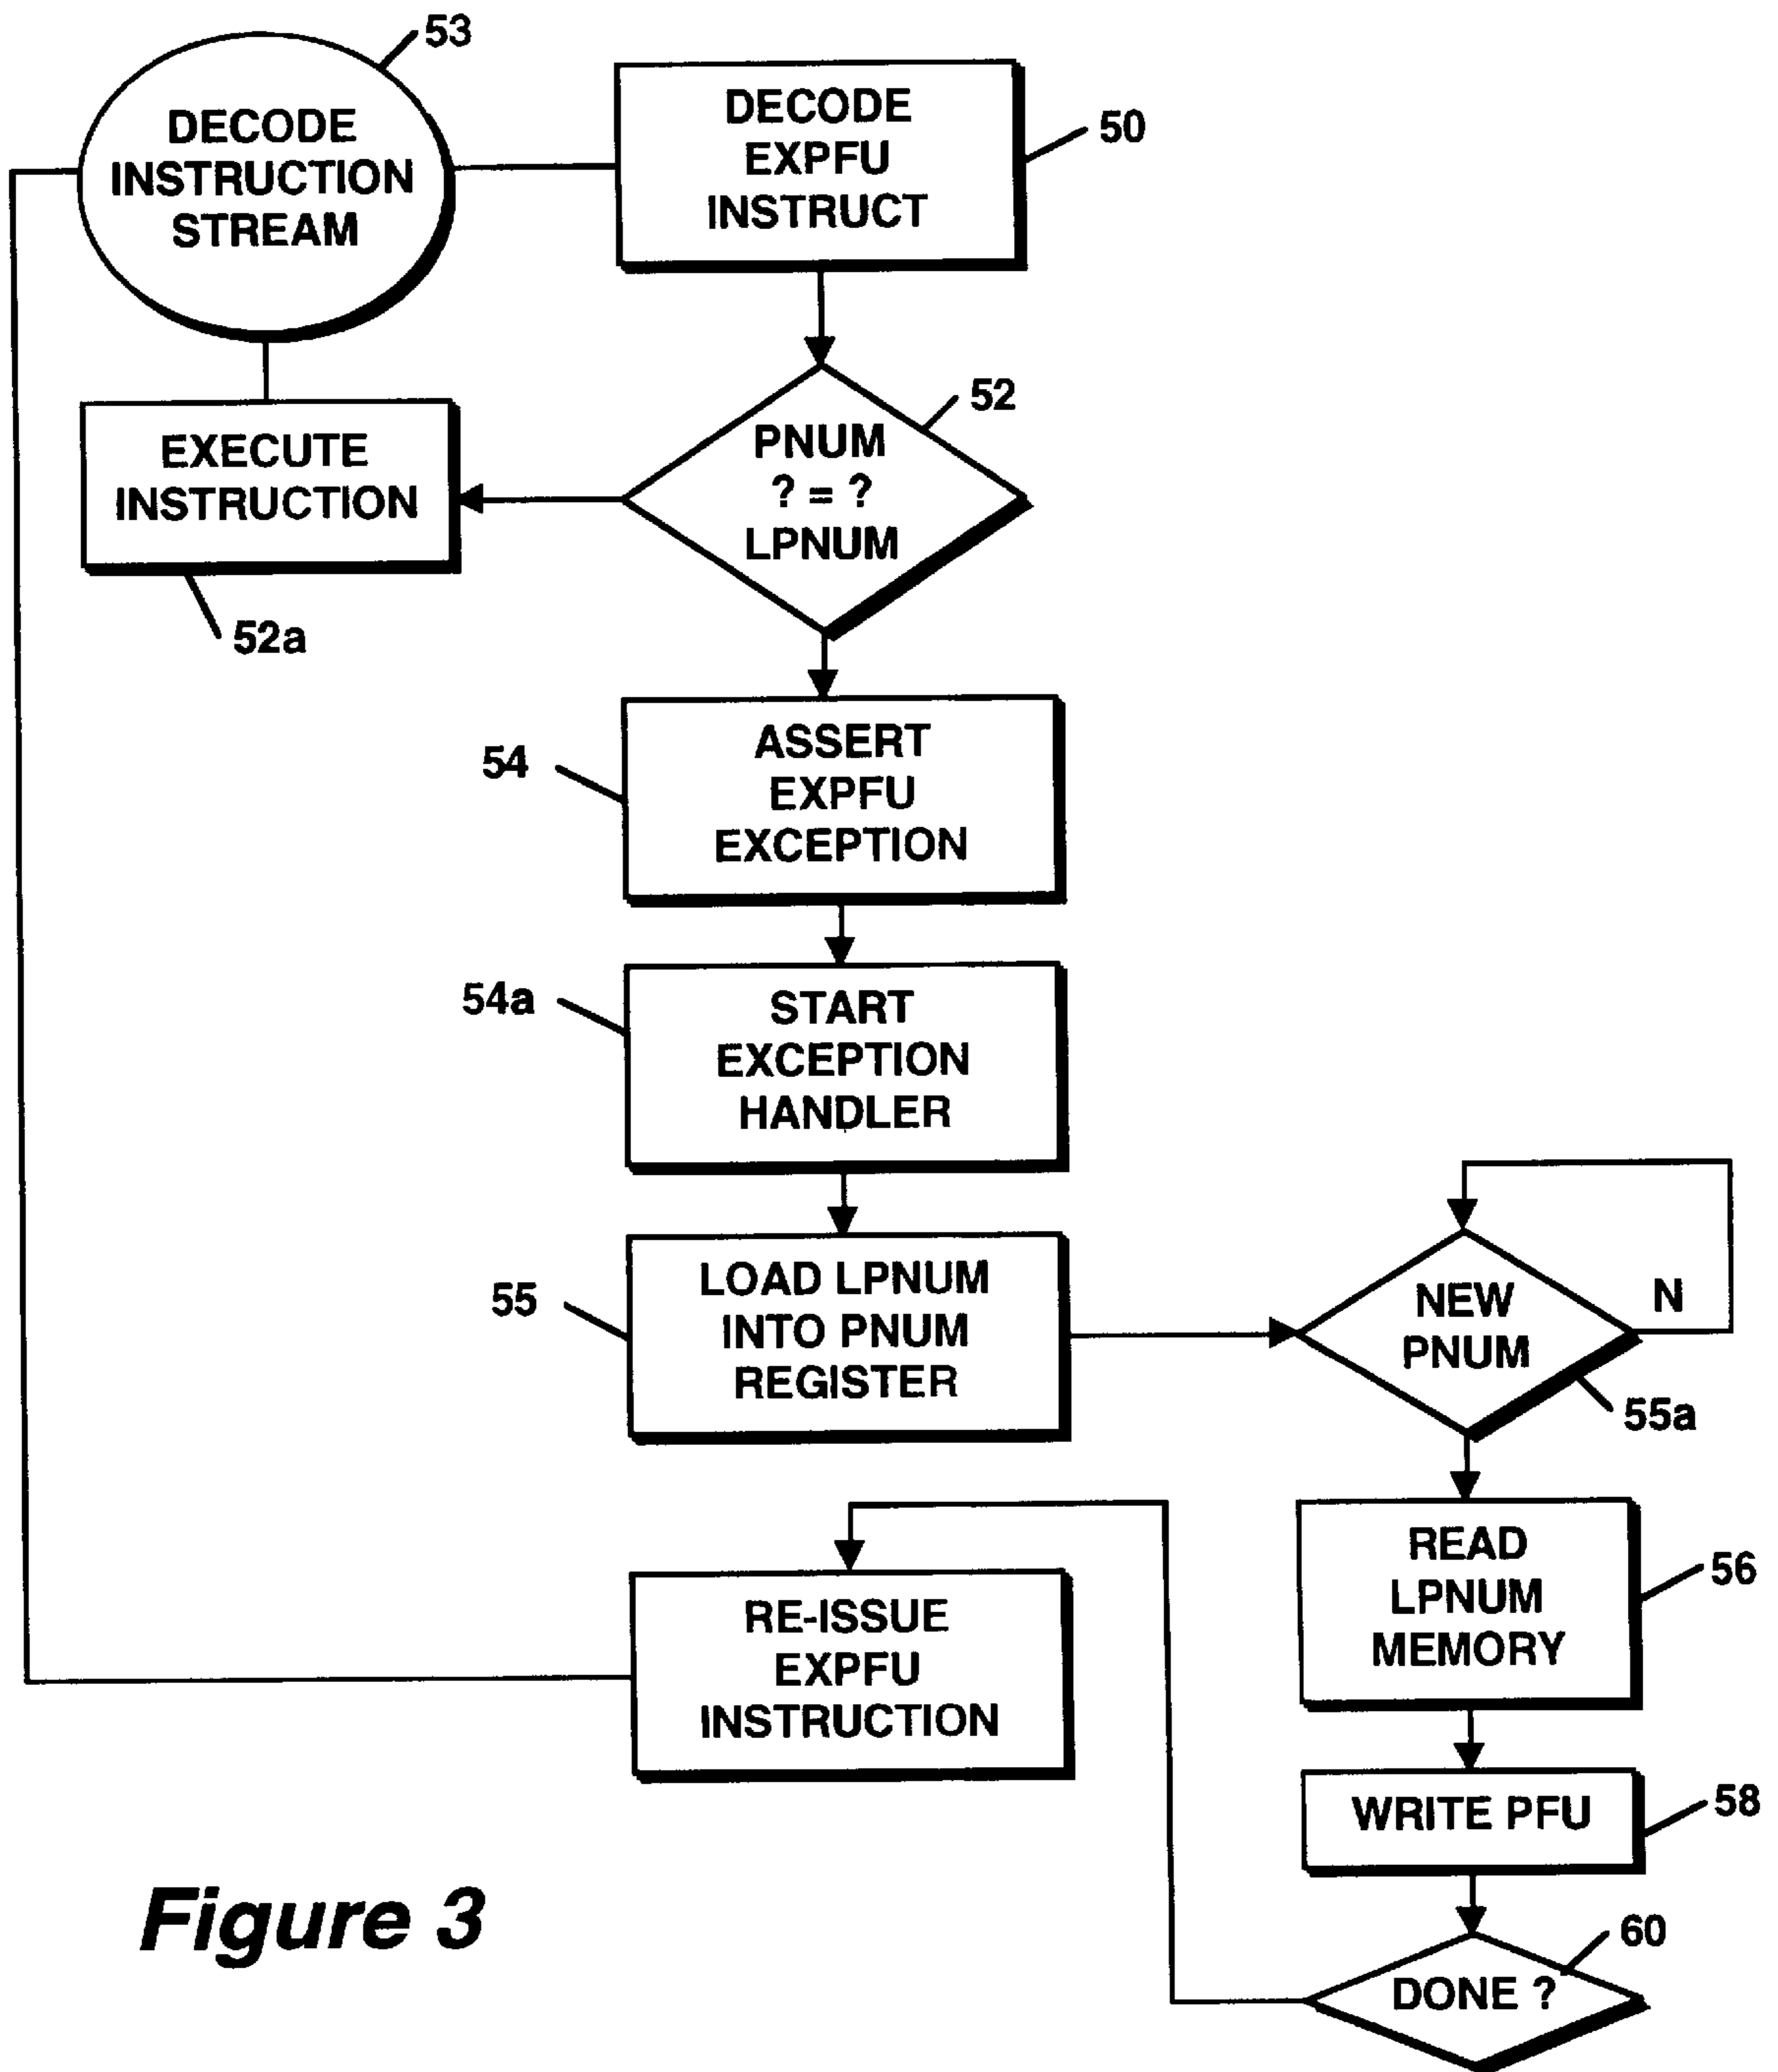 53
DECODE
INSTRUCTION
STREAM
DECODE
EXPFU
INSTRUCT
50
52
PNUM
? = ?
LPNUM
EXECUTE
INSTRUCTION
52a
54
ASSERT
EXPFU
EXCEPTION
54a
START
EXCEPTION
HANDLER
55
LOAD LPNUM
INTO PNUM
REGISTER
NEW
PNUM
N
55a
READ
LPNUM
MEMORY
56
RE-ISSUE
EXPFU
INSTRUCTION
WRITE PFU
58
60
DONE ?
Figure 3